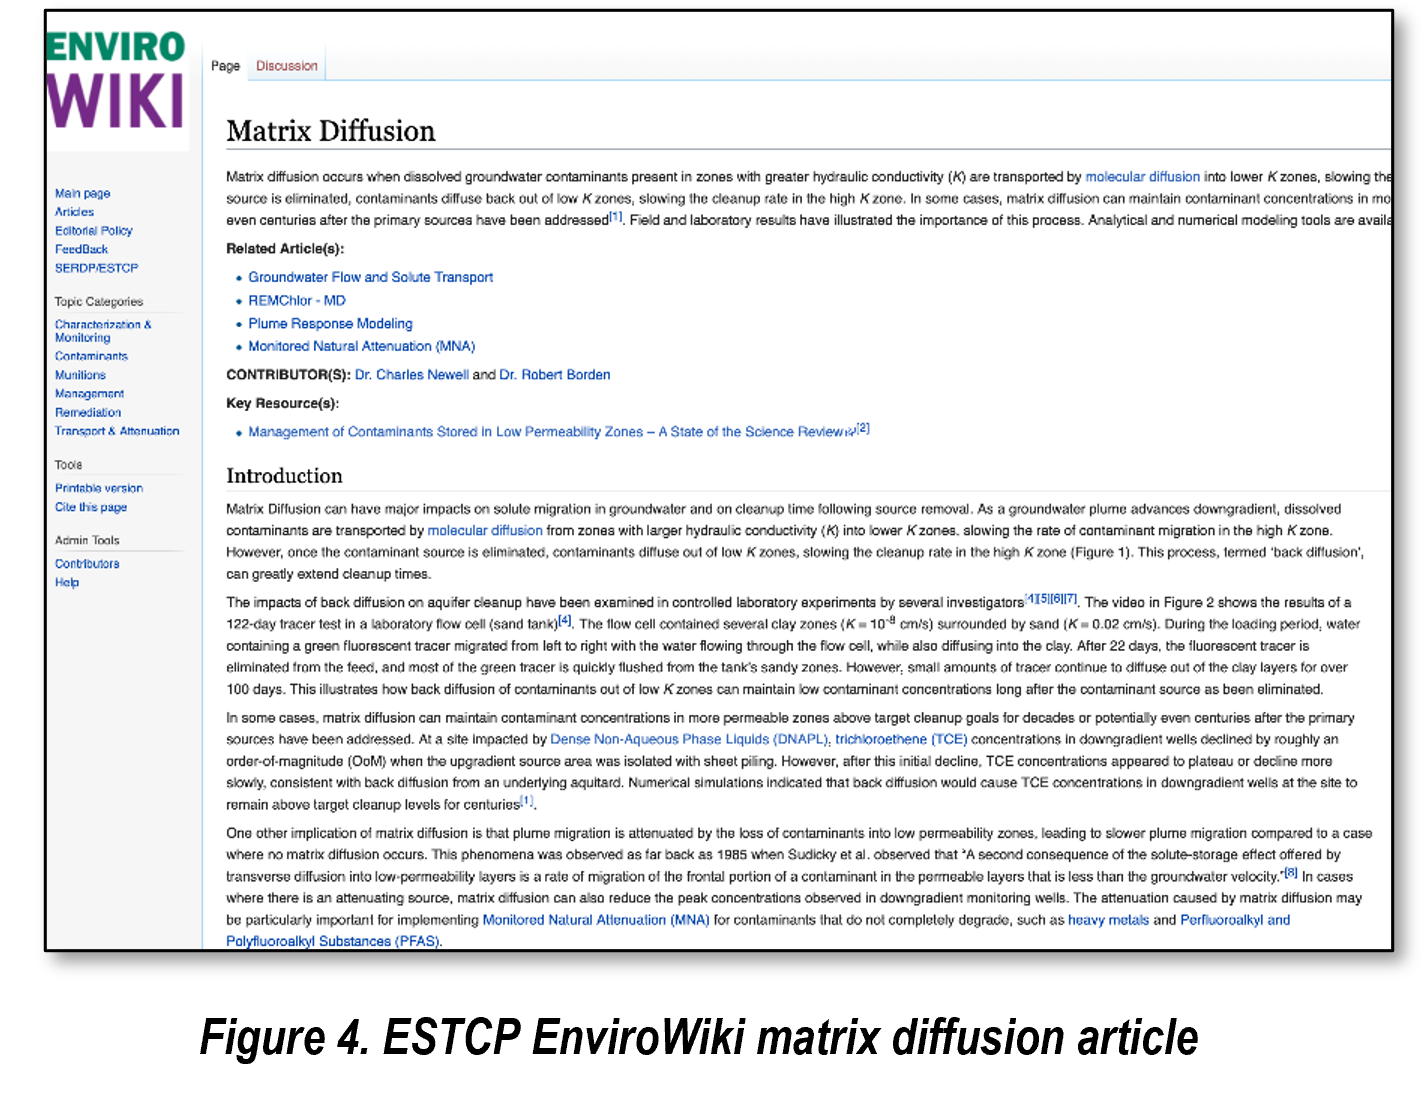 ENVIRO
WIKI
Page Discussion
Main page
Articles
Editorial Policy
FeedBack
SERDP/ESTCP
Topic Categories
Characterization &
Monitoring
Contaminants
Munitions
Management
Remediation
Transport & Attenuation
Tools
Printable version
Cite this page
Admin Tools
Contributors
Help
Matrix Diffusion
Matrix diffusion occurs when dissolved groundwater contaminants present in zones with greater hydraulic conductivity (K) are transported by molecular diffusion into lower K zones, slowing the
source is eliminated, contaminants diffuse back out of low K zones, slowing the cleanup rate in the high K zone. In some cases, matrix diffusion can maintain contaminant concentrations in mo
even centuries after the primary sources have been addressed[1]. Field and laboratory results have illustrated the importance of this process. Analytical and numerical modeling tools are availa
Related Article(s):
• Groundwater Flow and Solute Transport
• REMChlor - MD
• Plume Response Modeling
• Monitored Natural Attenuation (MNA)
CONTRIBUTOR(S): Dr. Charles Newell and Dr. Robert Borden
Key Resource(s):
• Management of Contaminants Stored in Low Permeability Zones – A State of the Science Review[2]
Introduction
Matrix Diffusion can have major impacts on solute migration in groundwater and on cleanup time following source removal. As a groundwater plume advances downgradient, dissolved
contaminants are transported by molecular diffusion from zones with larger hydraulic conductivity (K) into lower K zones, slowing the rate of contaminant migration in the high K zone.
However, once the contaminant source is eliminated, contaminants diffuse out of low K zones, slowing the cleanup rate in the high K zone (Figure 1). This process, termed 'back diffusion',
can greatly extend cleanup times.
The impacts of back diffusion on aquifer cleanup have been examined in controlled laboratory experiments by several investigators[4][5][6][7]. The video in Figure 2 shows the results of a
122-day tracer test in a laboratory flow cell (sand tank)[4]. The flow cell contained several clay zones (K = 10⁻⁸ cm/s) surrounded by sand (K = 0.02 cm/s). During the loading period, water
containing a green fluorescent tracer migrated from left to right with the water flowing through the flow cell, while also diffusing into the clay. After 22 days, the fluorescent tracer is
eliminated from the feed, and most of the green tracer is quickly flushed from the tank's sandy zones. However, small amounts of tracer continue to diffuse out of the clay layers for over
100 days. This illustrates how back diffusion of contaminants out of low K zones can maintain low contaminant concentrations long after the contaminant source as been eliminated.
In some cases, matrix diffusion can maintain contaminant concentrations in more permeable zones above target cleanup goals for decades or potentially even centuries after the primary
sources have been addressed. At a site impacted by Dense Non-Aqueous Phase Liquids (DNAPL), trichloroethene (TCE) concentrations in downgradient wells declined by roughly an
order-of-magnitude (OoM) when the upgradient source area was isolated with sheet piling. However, after this initial decline, TCE concentrations appeared to plateau or decline more
slowly, consistent with back diffusion from an underlying aquitard. Numerical simulations indicated that back diffusion would cause TCE concentrations in downgradient wells at the site to
remain above target cleanup levels for centuries[1].
One other implication of matrix diffusion is that plume migration is attenuated by the loss of contaminants into low permeability zones, leading to slower plume migration compared to a case
where no matrix diffusion occurs. This phenomena was observed as far back as 1985 when Sudicky et al. observed that "A second consequence of the solute-storage effect offered by
transverse diffusion into low-permeability layers is a rate of migration of the frontal portion of a contaminant in the permeable layers that is less than the groundwater velocity."[8] In cases
where there is an attenuating source, matrix diffusion can also reduce the peak concentrations observed in downgradient monitoring wells. The attenuation caused by matrix diffusion may
be particularly important for implementing Monitored Natural Attenuation (MNA) for contaminants that do not completely degrade, such as heavy metals and Perfluoroalkyl and
Polyfluoroalkyl Substances (PFAS).
Figure 4. ESTCP EnviroWiki matrix diffusion article